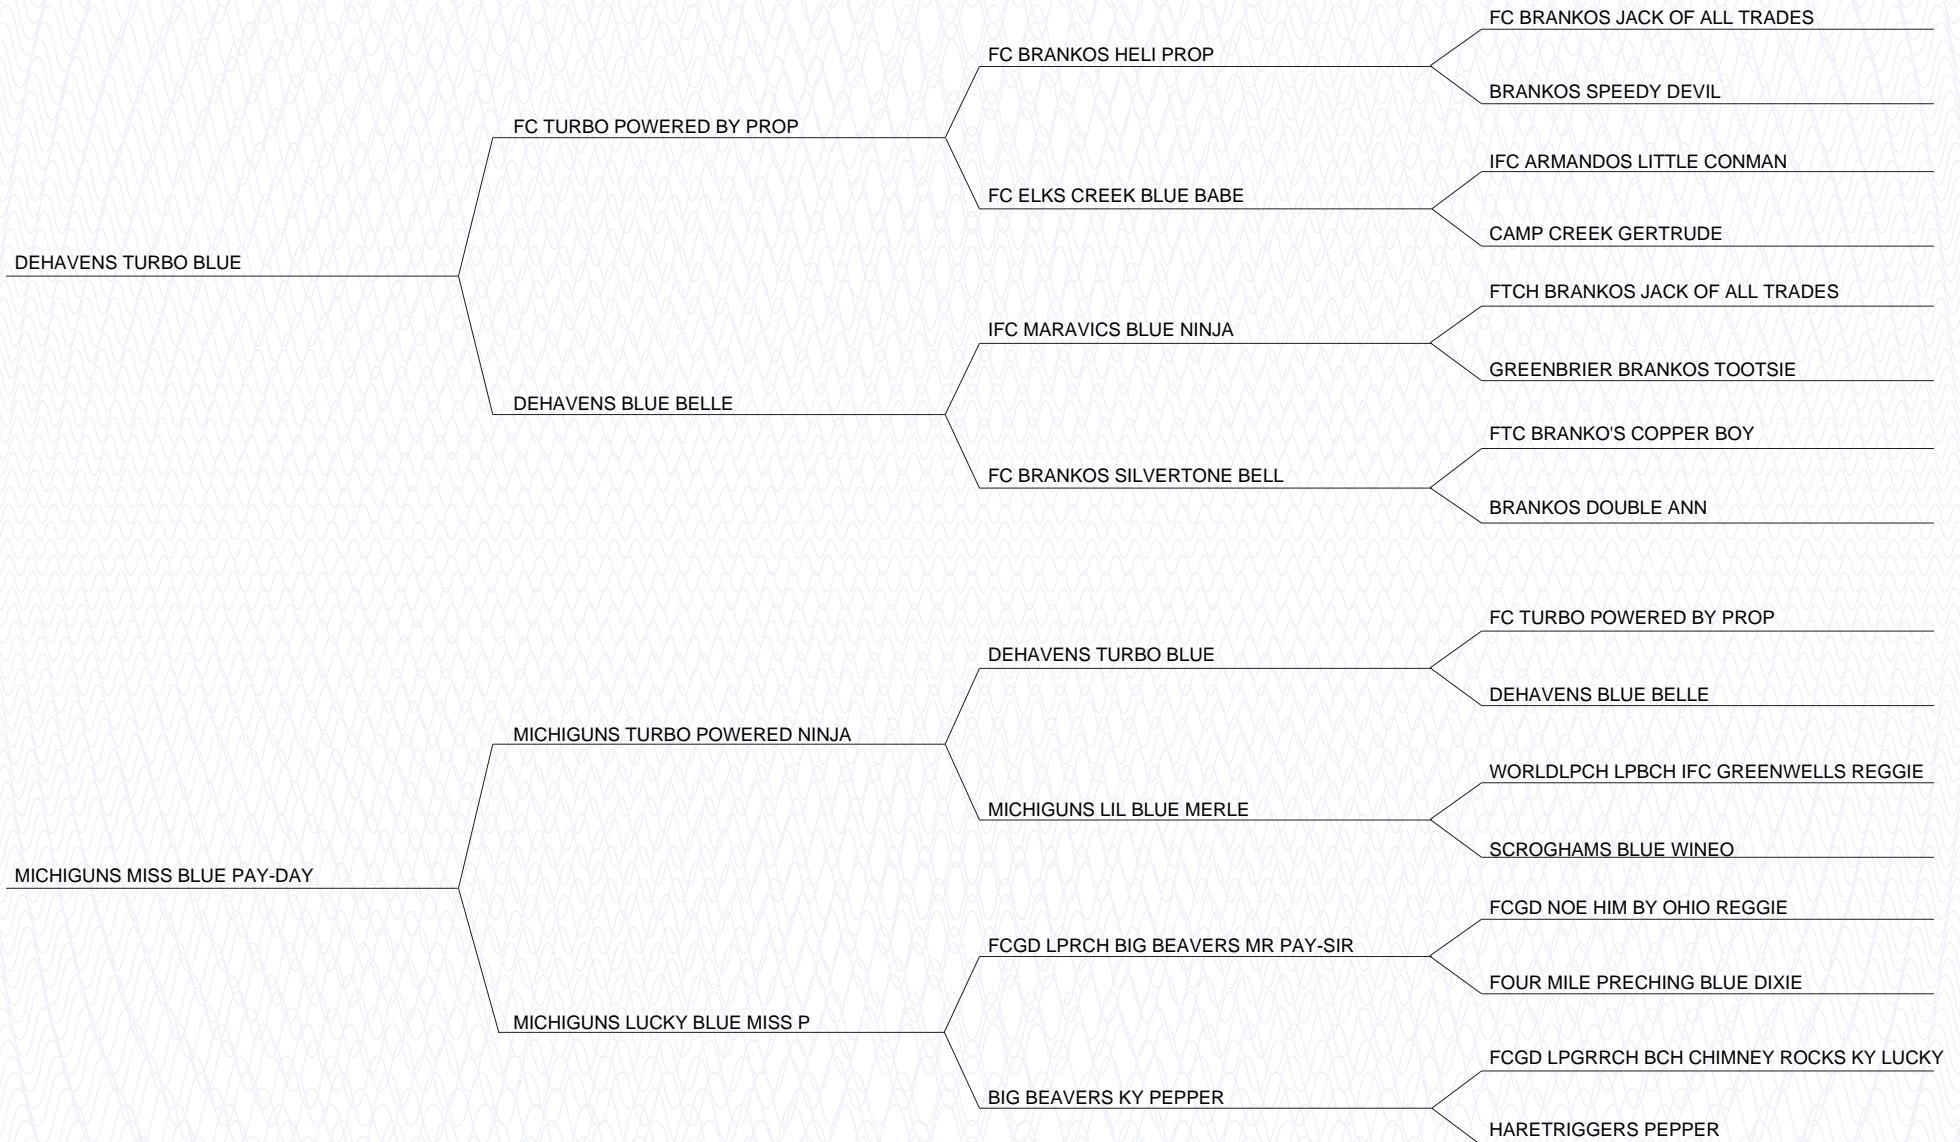 FC BRANKOS JACK OF ALL TRADES
FC BRANKOS HELI PROP
BRANKOS SPEEDY DEVIL
FC TURBO POWERED BY PROP
IFC ARMANDOS LITTLE CONMAN
FC ELKS CREEK BLUE BABE
CAMP CREEK GERTRUDE
DEHAVENS TURBO BLUE
FTCH BRANKOS JACK OF ALL TRADES
IFC MARAVICS BLUE NINJA
GREENBRIER BRANKOS TOOTSIE
DEHAVENS BLUE BELLE
FTC BRANKO'S COPPER BOY
FC BRANKOS SILVERTONE BELL
BRANKOS DOUBLE ANN
FC TURBO POWERED BY PROP
DEHAVENS TURBO BLUE
DEHAVENS BLUE BELLE
MICHIGUNS TURBO POWERED NINJA
WORLDLPCH LPBCH IFC GREENWELLS REGGIE
MICHIGUNS LIL BLUE MERLE
SCROGHAMS BLUE WINEO
MICHIGUNS MISS BLUE PAY-DAY
FCGD NOE HIM BY OHIO REGGIE
FCGD LPRCH BIG BEAVERS MR PAY-SIR
FOUR MILE PRECHING BLUE DIXIE
MICHIGUNS LUCKY BLUE MISS P
FCGD LPGRRCH BCH CHIMNEY ROCKS KY LUCKY
BIG BEAVERS KY PEPPER
HARETRIGGERS PEPPER